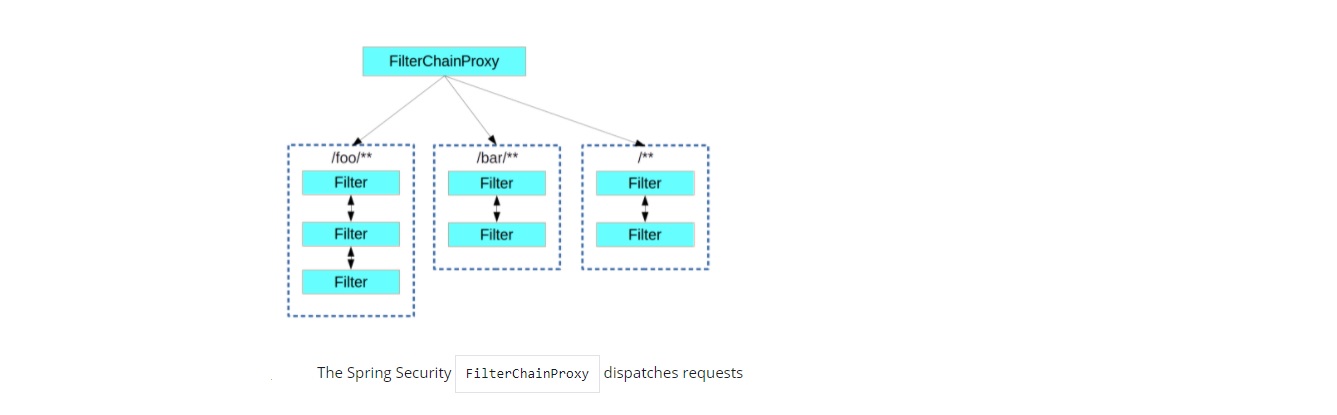 FilterChainProxy
/foo/**
Filter
Filter
Filter
/bar/**
Filter
Filter
/**
Filter
Filter
The Spring Security FilterChainProxy dispatches requests